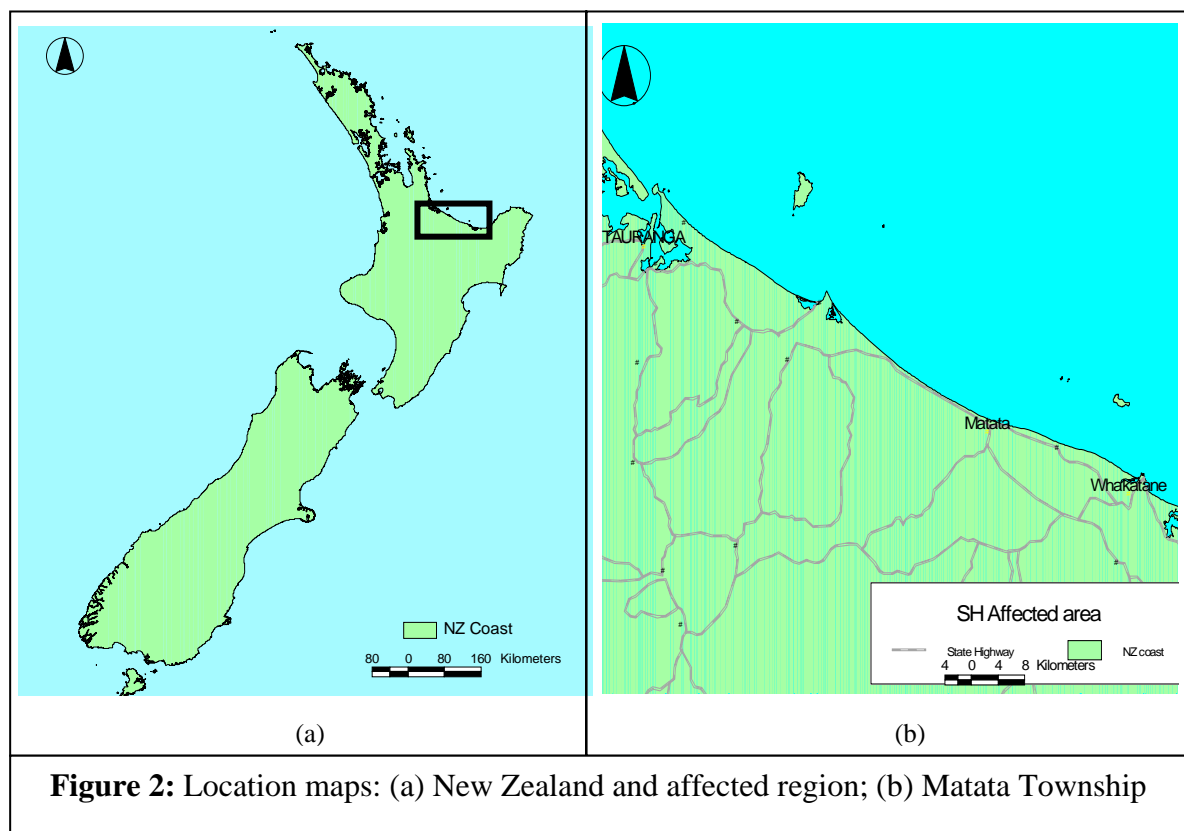 NZ Coast
80 0 80 160 Kilometers
(a)
TAURANGA
Matata
Whakatane
SH Affected area
State Highway NZ coast
4 0 4 8 Kilometers
(b)
Figure 2: Location maps: (a) New Zealand and affected region; (b) Matata Township